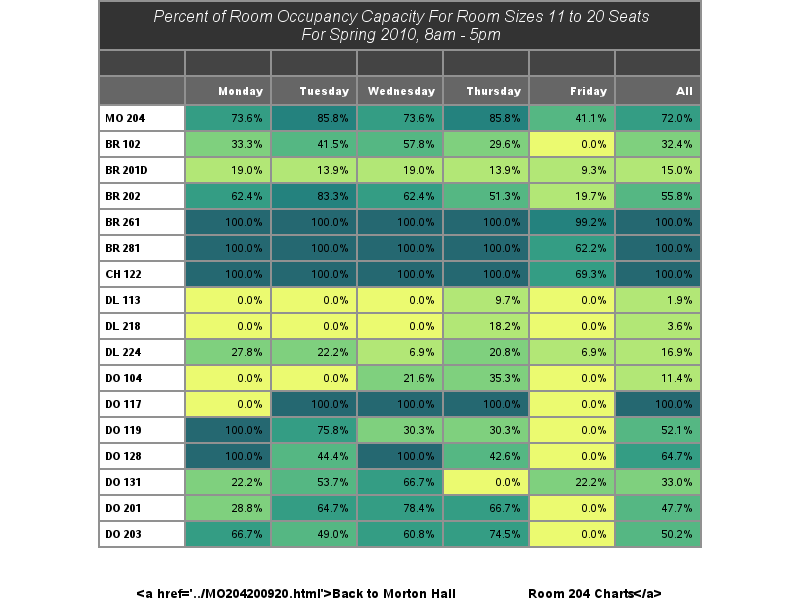 Percent of Room Occupancy Capacity For Room Sizes 11 to 20 Seats
For Spring 2010, 8am - 5pm
Monday Tuesday Wednesday Thursday Friday All
MO 204 73.6% 85.8% 73.6% 85.8% 41.1% 72.0%
BR 102 33.3% 41.5% 57.8% 29.6% 0.0% 32.4%
BR 201D 19.0% 13.9% 19.0% 13.9% 9.3% 15.0%
BR 202 62.4% 83.3% 62.4% 51.3% 19.7% 55.8%
BR 261 100.0% 100.0% 100.0% 100.0% 99.2% 100.0%
BR 281 100.0% 100.0% 100.0% 100.0% 62.2% 100.0%
CH 122 100.0% 100.0% 100.0% 100.0% 69.3% 100.0%
DL 113 0.0% 0.0% 0.0% 9.7% 0.0% 1.9%
DL 218 0.0% 0.0% 0.0% 18.2% 0.0% 3.6%
DL 224 27.8% 22.2% 6.9% 20.8% 6.9% 16.9%
DO 104 0.0% 0.0% 21.6% 35.3% 0.0% 11.4%
DO 117 0.0% 100.0% 100.0% 100.0% 0.0% 100.0%
DO 119 100.0% 75.8% 30.3% 30.3% 0.0% 52.1%
DO 128 100.0% 44.4% 100.0% 42.6% 0.0% 64.7%
DO 131 22.2% 53.7% 66.7% 0.0% 22.2% 33.0%
DO 201 28.8% 64.7% 78.4% 66.7% 0.0% 47.7%
DO 203 66.7% 49.0% 60.8% 74.5% 0.0% 50.2%
<a href='../MO204200920.html'>Back to Morton Hall Room 204 Charts</a>